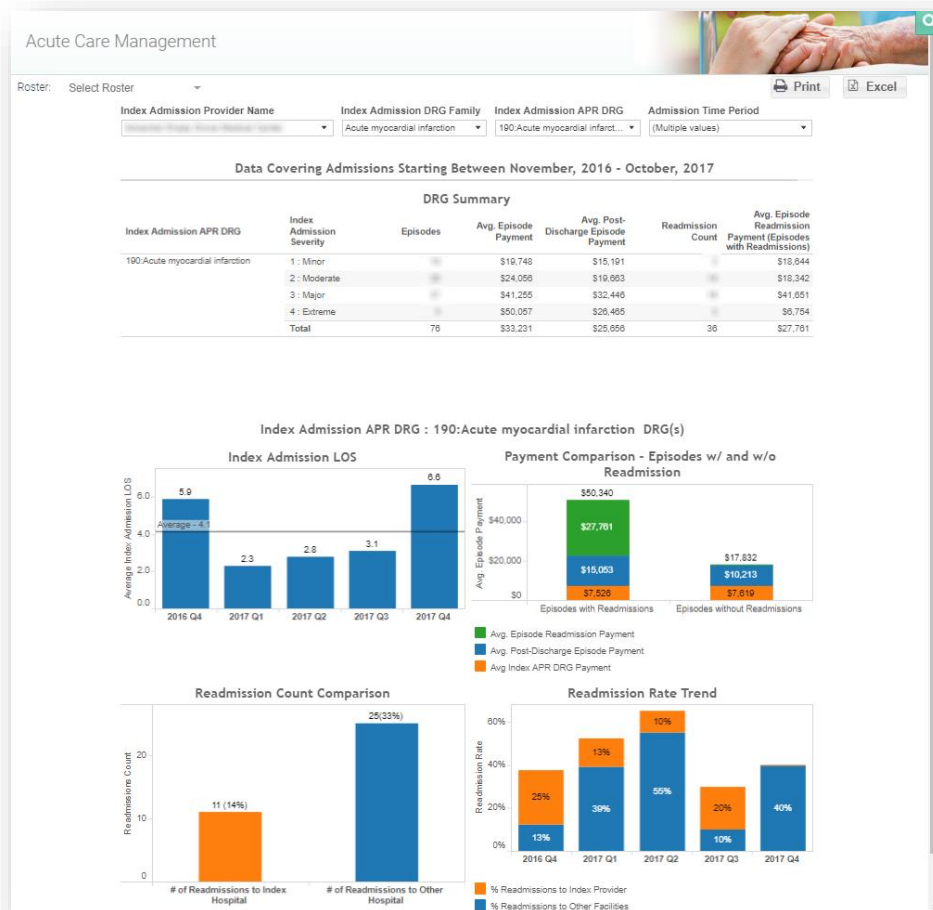 Acute Care Management
Roster: Select Roster
Print Excel
Index Admission Provider Name Index Admission DRG Family Index Admission APR DRG Admission Time Period
Acute myocardial infarction 190:Acute myocardial infarct... (Multiple values)
Data Covering Admissions Starting Between November, 2016 - October, 2017
DRG Summary
Index Admission APR DRG Index Admission Severity Episodes Avg. Episode Payment Avg. Post-Discharge Episode Payment Readmission Count Avg. Episode Readmission Payment (Episodes with Readmissions)
190:Acute myocardial infarction 1 : Minor $19,748 $15,191 $18,644
2 : Moderate $24,056 $19,663 $18,342
3 : Major $41,255 $32,446 $41,651
4 : Extreme $50,057 $26,465 $6,754
Total 76 $33,231 $25,656 36 $27,761
Index Admission APR DRG : 190:Acute myocardial infarction DRG(s)
Index Admission LOS
Average Index Admission LOS
6.0
4.0
2.0
0.0
Average - 4.1
5.9 2.3 2.8 3.1 6.6
2016 Q4 2017 Q1 2017 Q2 2017 Q3 2017 Q4
Payment Comparison - Episodes w/ and w/o
Readmission
Avg. Episode Payment
$40,000
$20,000
$0
$50,340
$27,761
$15,053
$7,526
$17,832
$10,213
$7,619
Episodes with Readmissions Episodes without Readmissions
Avg. Episode Readmission Payment
Avg. Post-Discharge Episode Payment
Avg Index APR DRG Payment
Readmission Count Comparison
Readmissions Count
20
10
0
11 (14%)
25(33%)
# of Readmissions to Index Hospital # of Readmissions to Other Hospital
Readmission Rate Trend
Readmission Rate
60%
40%
20%
0%
25% 13% 10% 20%
13% 39% 55% 10% 40%
2016 Q4 2017 Q1 2017 Q2 2017 Q3 2017 Q4
% Readmissions to Index Provider
% Readmissions to Other Facilities